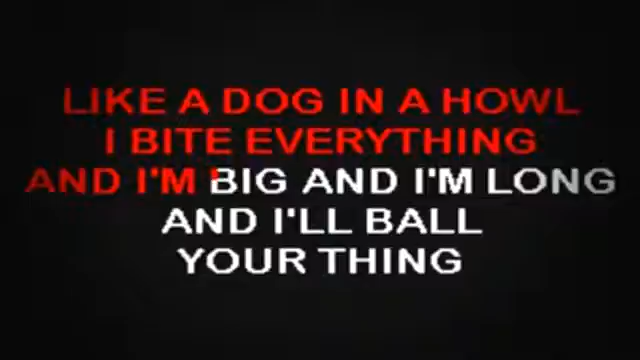 LIKE A DOG IN A HOWL
I BITE EVERYTHING
AND I'M BIG AND I'M LONG
AND I'LL BALL
YOUR THING